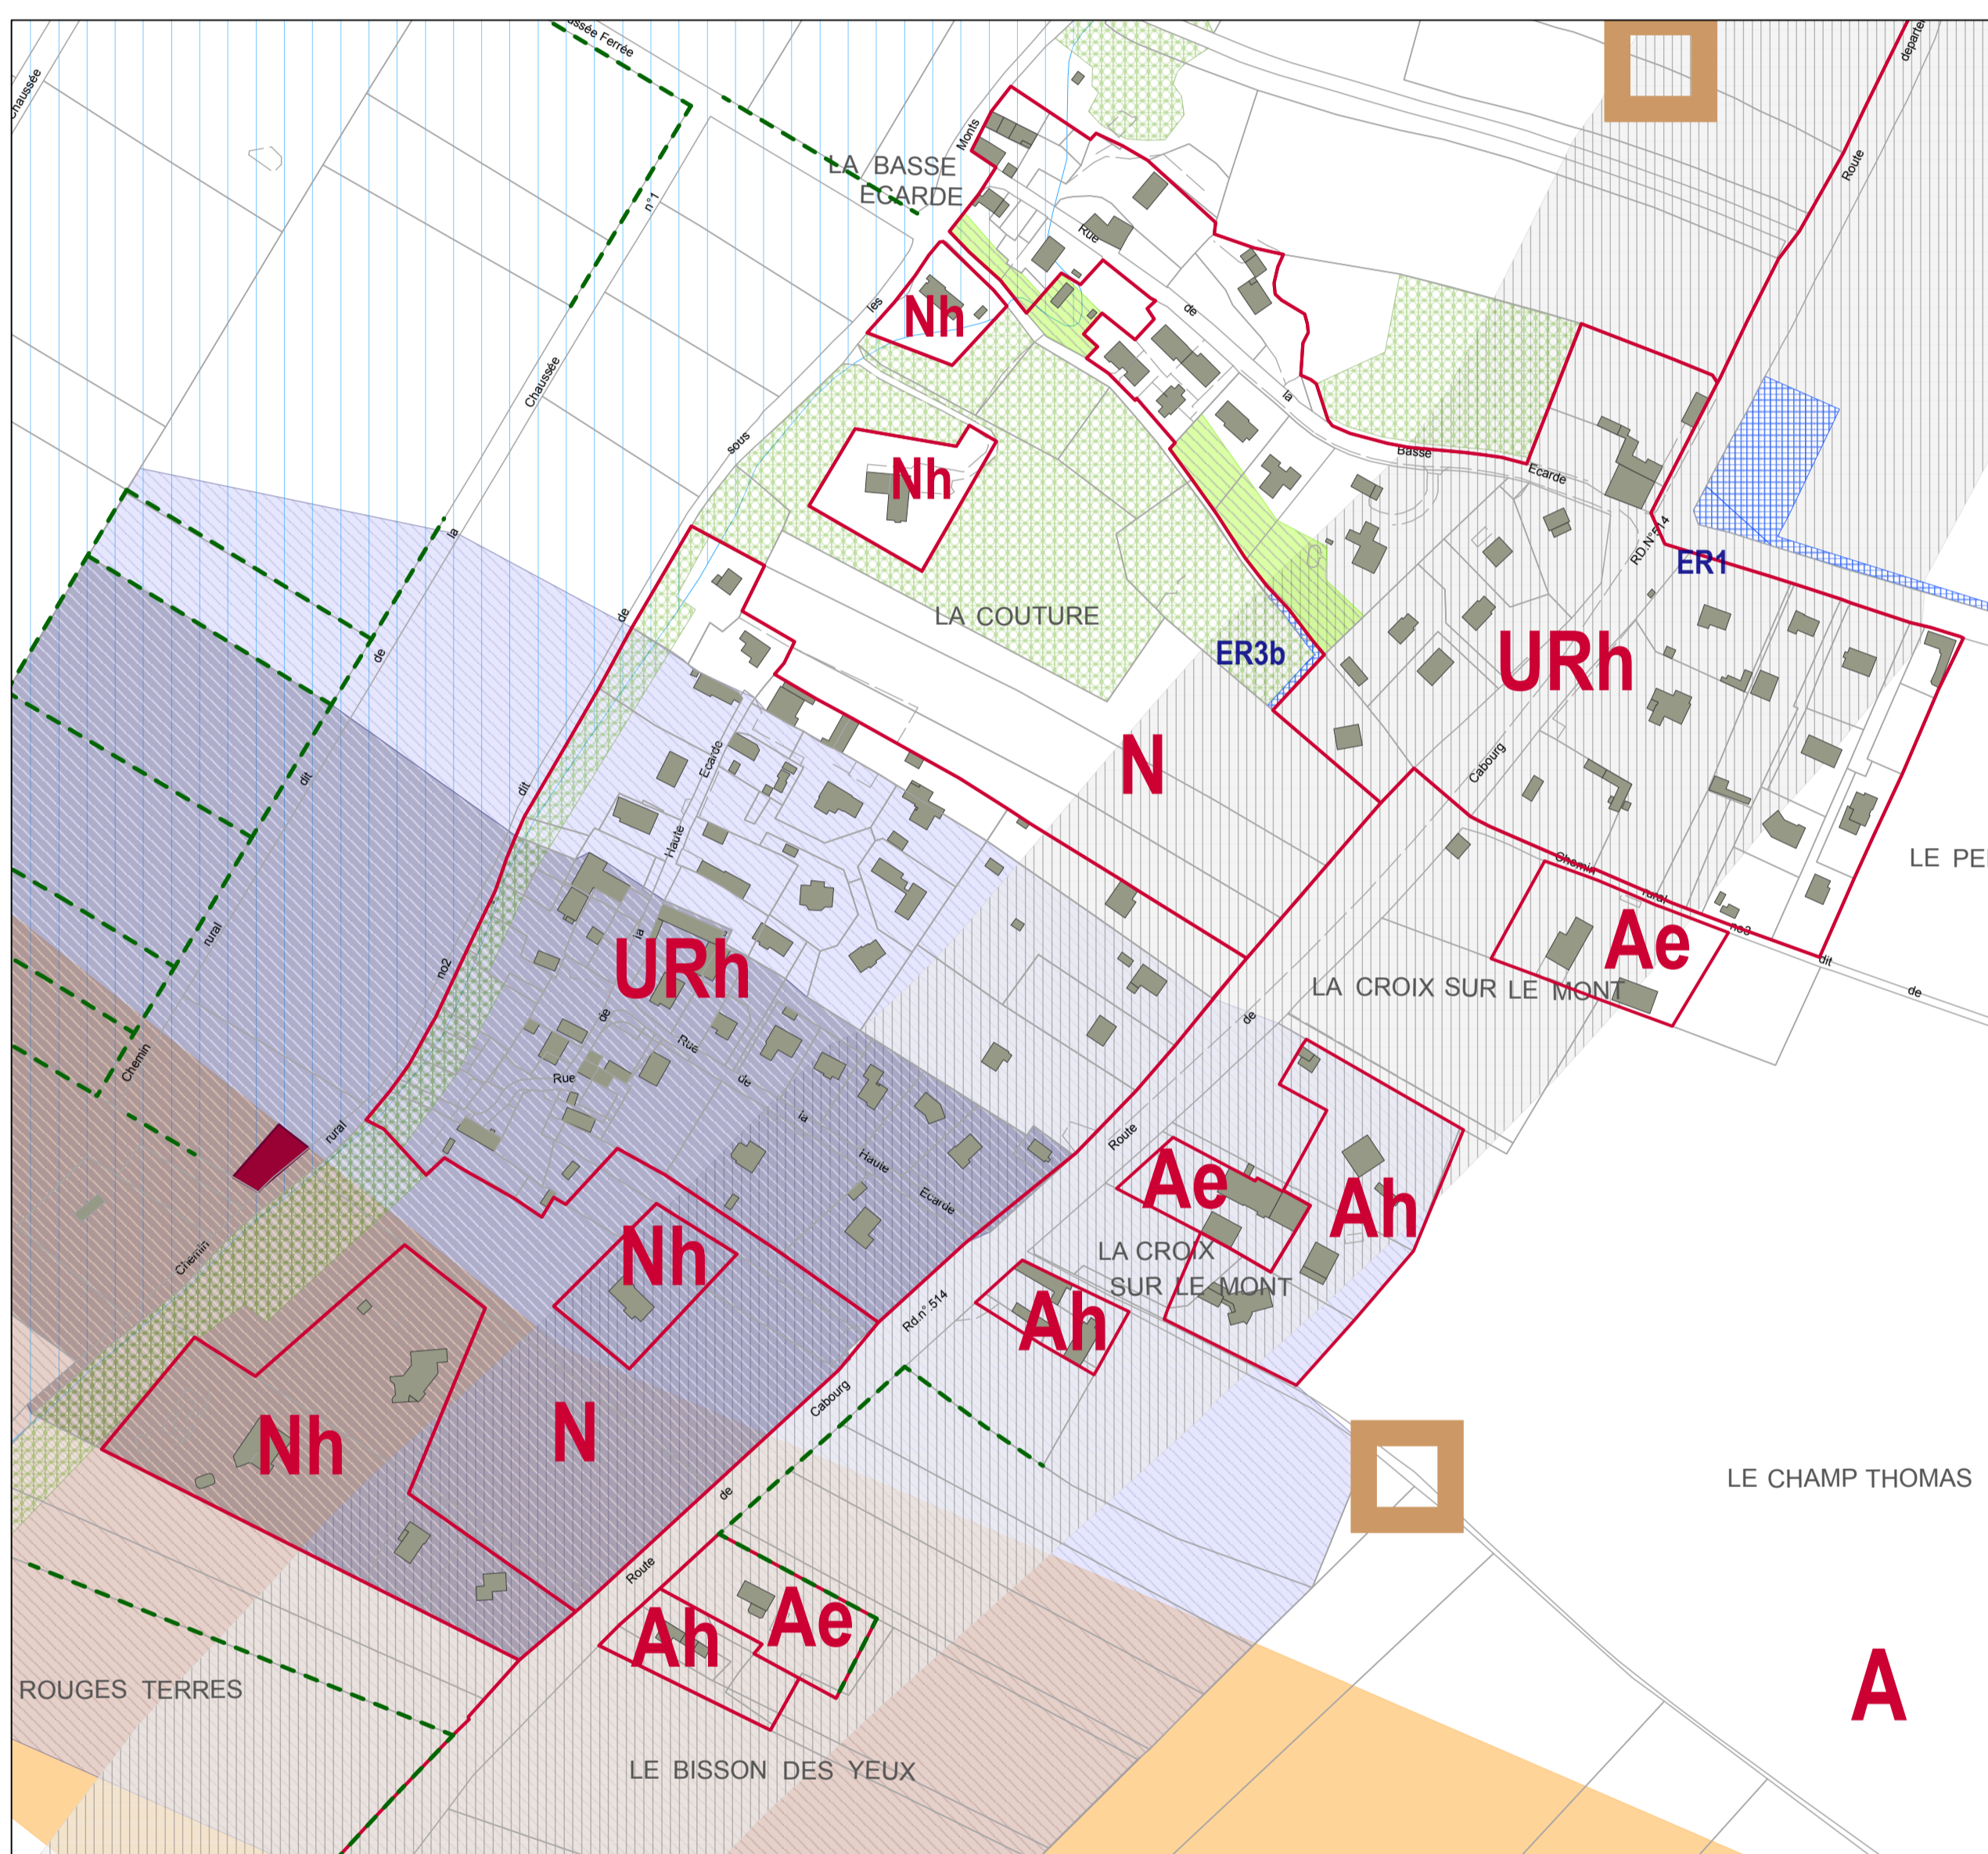 ssée Ferrée
Chaussée
Monts
LA BASSE
ECARDE
n°1
Rue
les
Nh
de
Route
Chaussée
la
sous
Nh
Basse
Ecarde
RD.N°514
ER1
la
de
LA COUTURE
ER3b
URh
de
dit
N
Ecarde
Cabourg
dit
Haute
LE PE
Chemin
rural
no3
dit
de
Ae
rural
no2
la
URh
LA CROIX SUR LE MONT
de
de
Rue
Rue
de
la
Chemin
rural
Route
Haute
Ecarde
Ae
Ah
Nh
LA CROIX
SUR LE MONT
Chemin
Rd.n°.514
Ah
Cabourg
Nh
N
de
LE CHAMP THOMAS
Route
Ah
Ae
ROUGES TERRES
A
LE BISSON DES YEUX